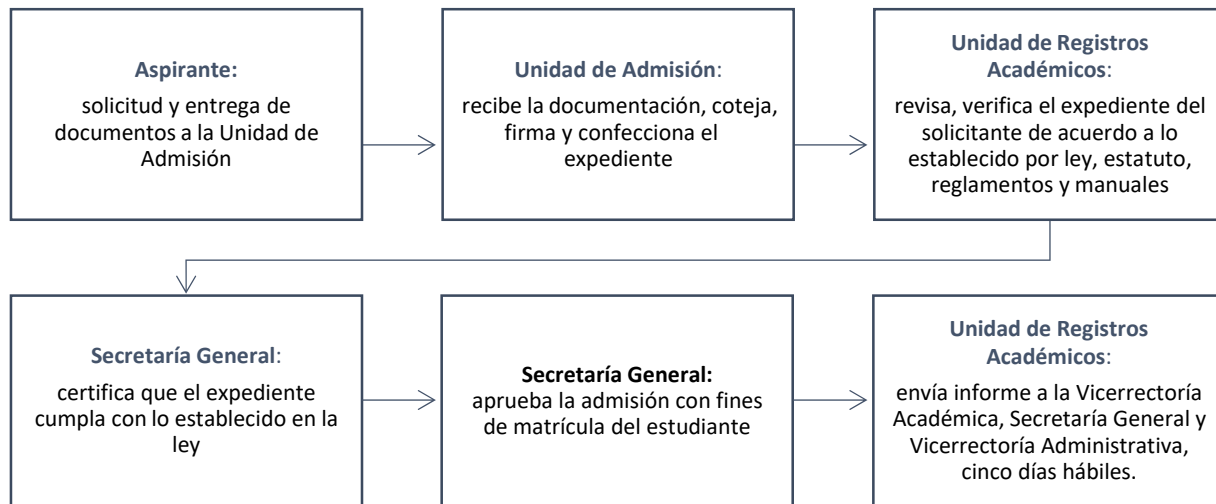 Aspirante:
solicitud y entrega de
documentos a la Unidad de
Admisión
Unidad de Admisión:
recibe la documentación, coteja,
firma y confecciona el
expediente
Unidad de Registros
Académicos:
revisa, verifica el expediente del
solicitante de acuerdo a lo
establecido por ley, estatuto,
reglamentos y manuales
Secretaría General:
certifica que el expediente
cumpla con lo establecido en la
ley
Secretaría General:
aprueba la admisión con fines
de matrícula del estudiante
Unidad de Registros
Académicos:
envía informe a la Vicerrectoría
Académica, Secretaría General y
Vicerrectoría Administrativa,
cinco días hábiles.